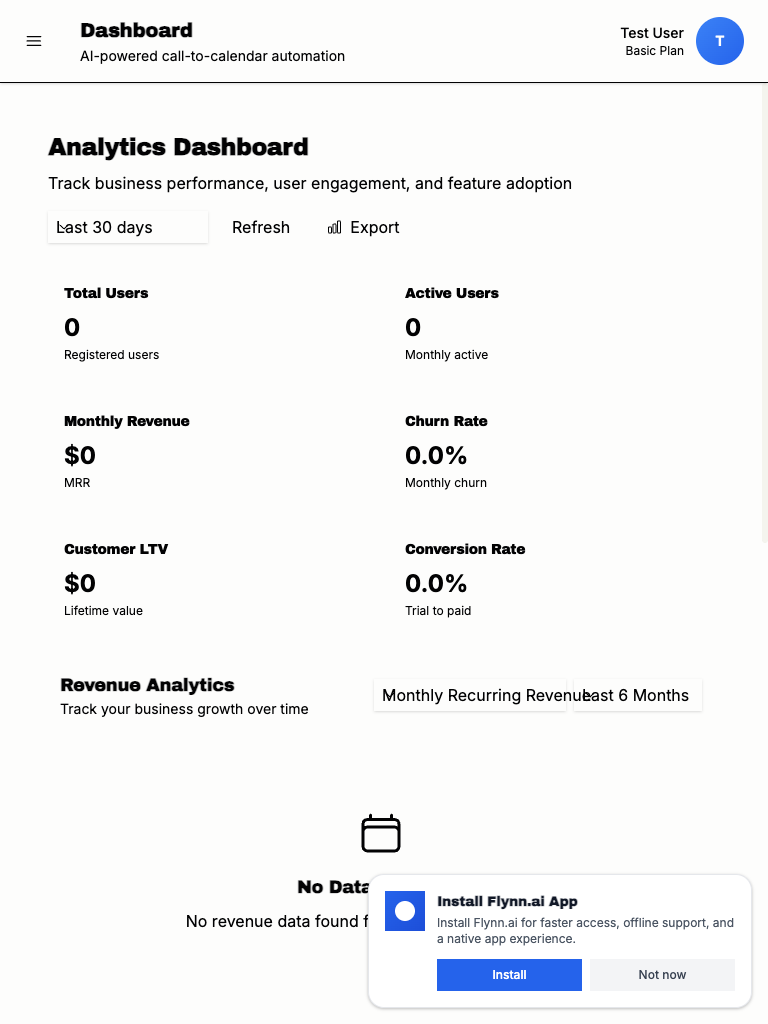 Dashboard
AI-powered call-to-calendar automation
Test User
Basic Plan
T
Analytics Dashboard
Track business performance, user engagement, and feature adoption
Last 30 days
Refresh
Export
Total Users
0
Registered users
Active Users
0
Monthly active
Monthly Revenue
$0
MRR
Churn Rate
0.0%
Monthly churn
Customer LTV
$0
Lifetime value
Conversion Rate
0.0%
Trial to paid
Revenue Analytics
Track your business growth over time
Monthly Recurring Revenue
Last 6 Months
No Data
No revenue data found
Install Flynn.ai App
Install Flynn.ai for faster access, offline support, and
a native app experience.
Install
Not now